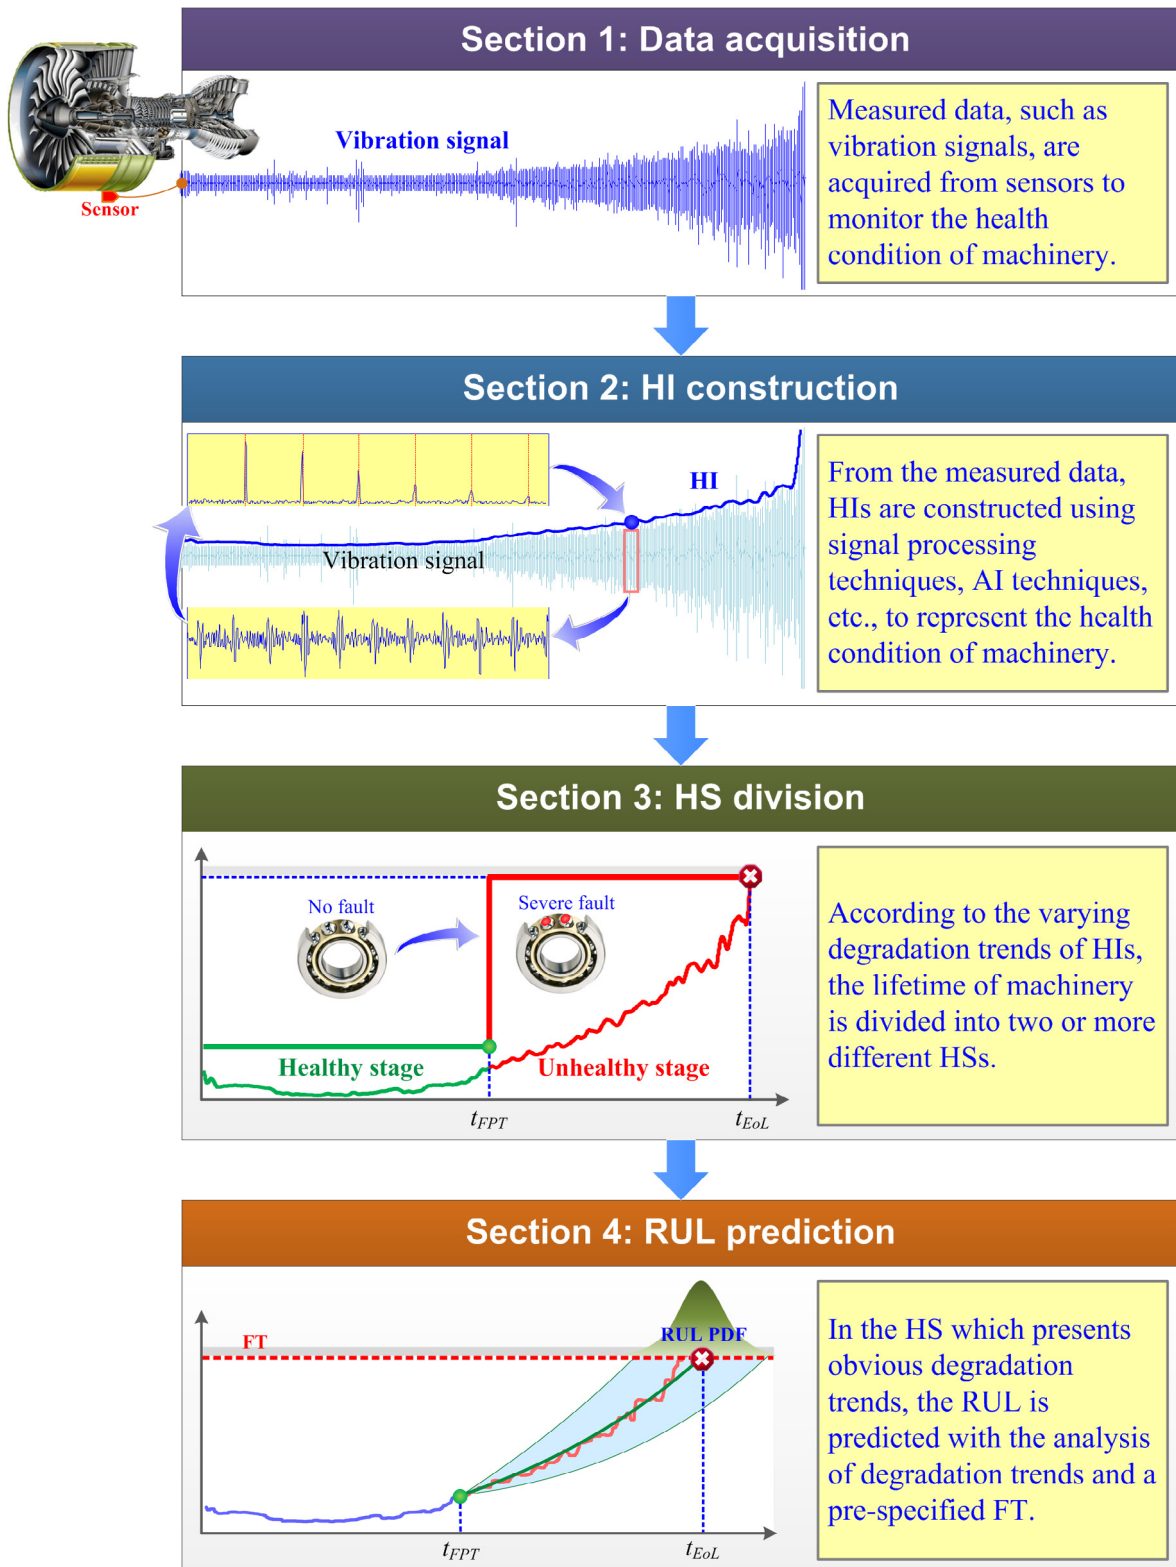 Section 1: Data acquisition
Vibration signal
Sensor
Measured data, such as
vibration signals, are
acquired from sensors to
monitor the health
condition of machinery.
Section 2: HI construction
HI
Vibration signal
From the measured data,
HIs are constructed using
signal processing
techniques, AI techniques,
etc., to represent the health
condition of machinery.
Section 3: HS division
No fault
Severe fault
Healthy stage
Unhealthy stage
t_FPT
t_EoL
According to the varying
degradation trends of HIs,
the lifetime of machinery
is divided into two or more
different HSs.
Section 4: RUL prediction
FT
RUL PDF
t_FPT
t_EoL
In the HS which presents
obvious degradation
trends, the RUL is
predicted with the analysis
of degradation trends and a
pre-specified FT.